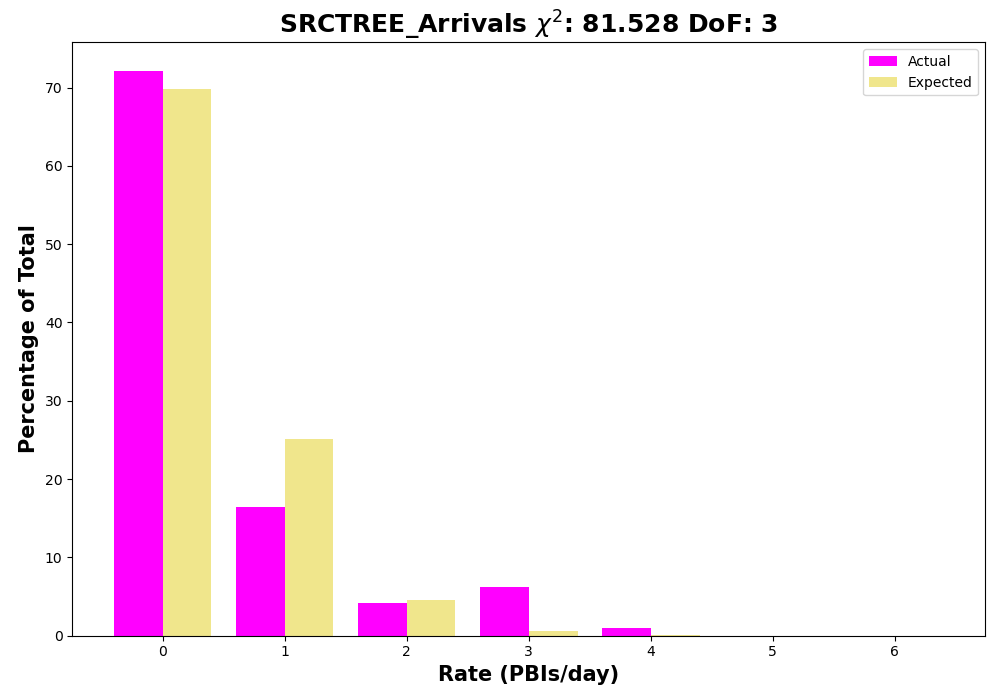 SRCTREE_Arrivals χ²: 81.528 DoF: 3
Actual
Expected
Percentage of Total
70
60
50
40
30
20
10
0
0 1 2 3 4 5 6
Rate (PBIs/day)